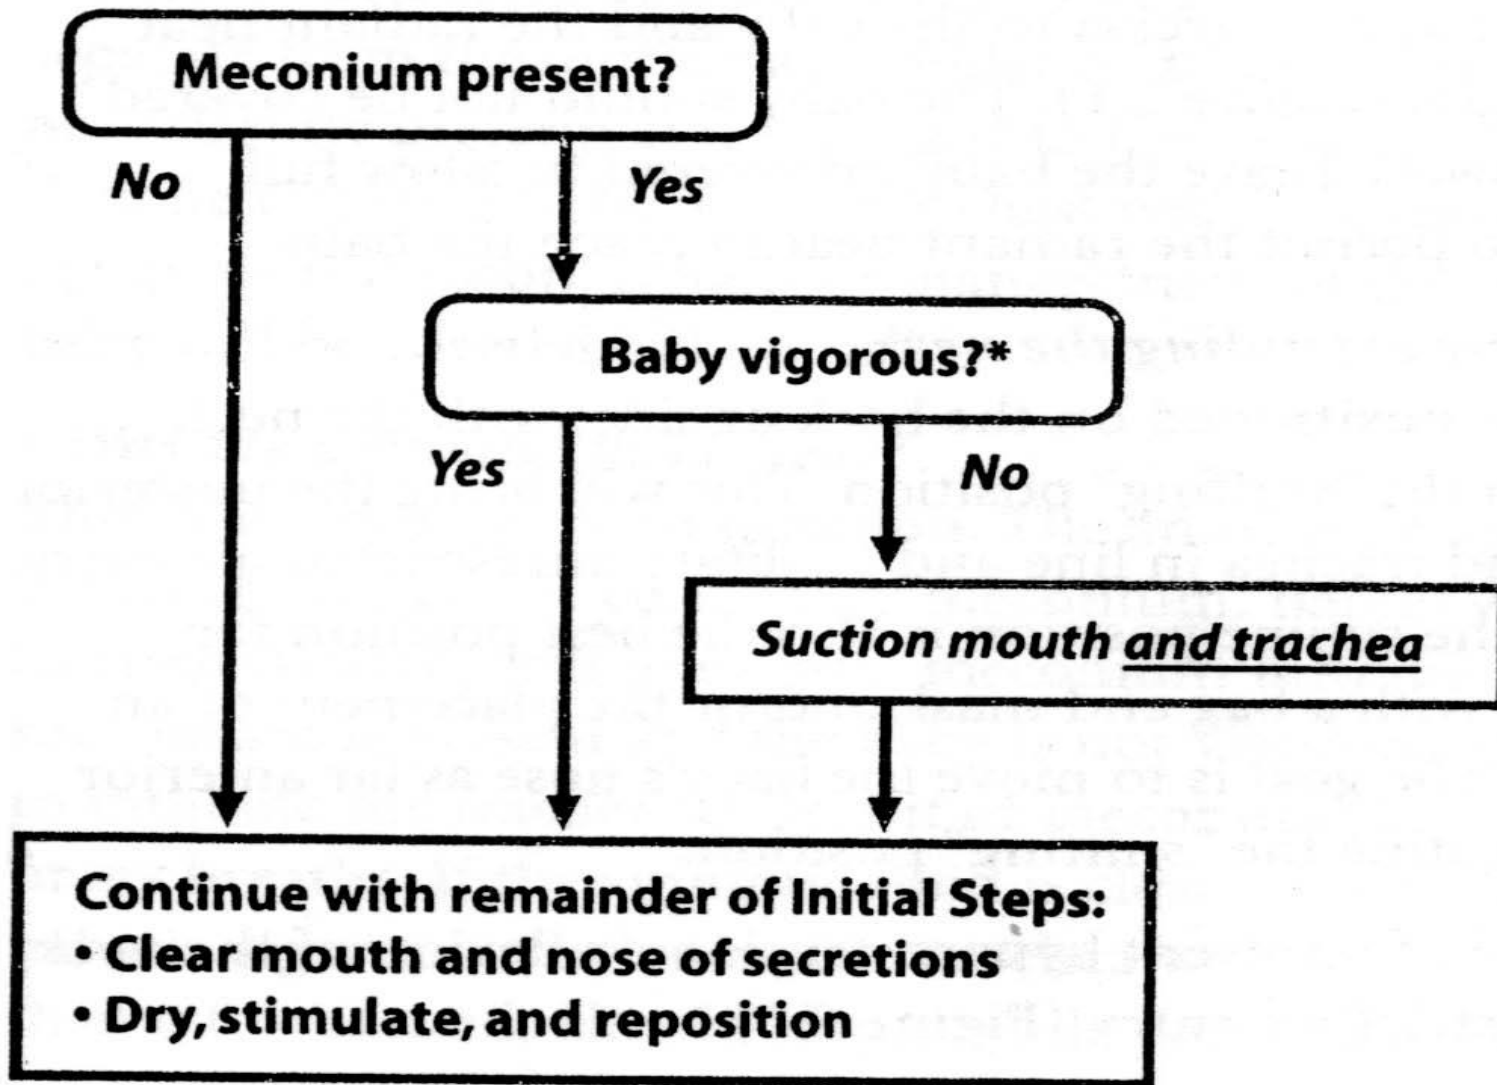 Meconium present?
No
Yes
Baby vigorous?*
Yes
No
Suction mouth and trachea
Continue with remainder of Initial Steps:
• Clear mouth and nose of secretions
• Dry, stimulate, and reposition